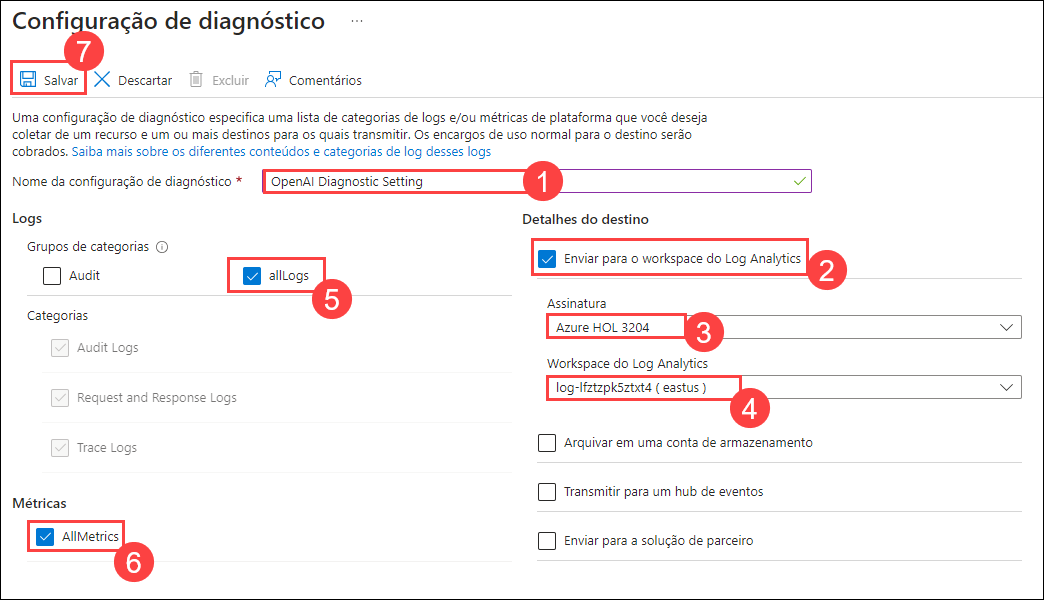 Configuração de diagnóstico ...
7
Salvar Descartar Excluir Comentários
Uma configuração de diagnóstico especifica uma lista de categorias de logs e/ou métricas de plataforma que você deseja
coletar de um recurso e um ou mais destinos para os quais transmitir. Os encargos de uso normal para o destino serão
cobrados. Saiba mais sobre os diferentes conteúdos e categorias de log desses logs
Nome da configuração de diagnóstico * OpenAI Diagnostic Setting 1
Logs
Grupos de categorias
Audit allLogs
5
Categorias
Audit Logs
Request and Response Logs
Trace Logs
Métricas
AllMetrics
6
Detalhes do destino
Enviar para o workspace do Log Analytics
2
Assinatura
Azure HOL 3204 3
Workspace do Log Analytics
log-lfztzpk5ztxt4 ( eastus )
4
Arquivar em uma conta de armazenamento
Transmitir para um hub de eventos
Enviar para a solução de parceiro